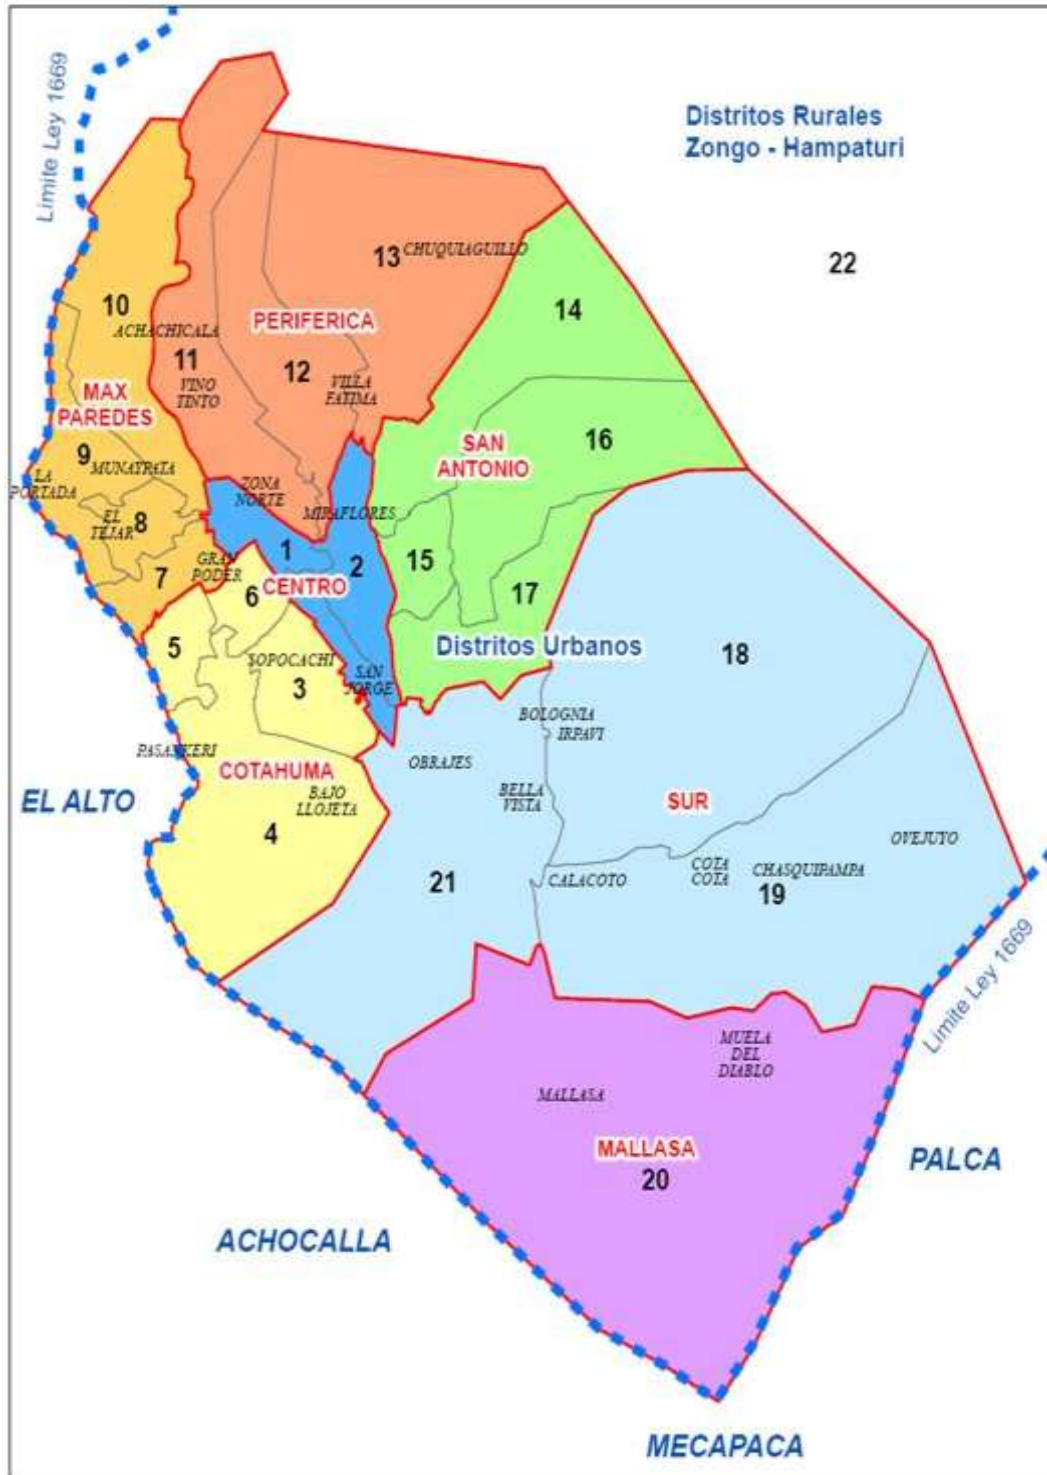 Limite Ley 1669
Distritos Rurales
Zongo - Hampaturi
22
13
CHUQUIAGUILLO
14
10
ACHACHICALA
PERIFERICA
11
12
VINO
TINTO
VILLA
FATIMA
MAX
PAREDES
16
SAN
ANTONIO
9
MUNAYPATA
LA
PORTADA
ZONA
NORTE
MIRAFLORES
EL
TEJAR
8
1
2
15
GRAN
PODER
7
CENTRO
6
17
5
Distritos Urbanos
18
SOPOCACHI
3
SAN
JORGE
BOLOGNIA
IRPAVI
PASANKERI
OBRAJES
COTAHUMA
BAJO
LLOJETA
BELLA
VISTA
SUR
EL ALTO
4
OVEJUYO
21
CALACOTO
COTA
COTA
CHASQUIPAMPA
19
Limite Ley 1669
MUELA
DEL
DIABLO
MALLASA
MALLASA
20
PALCA
ACHOCALLA
MECAPACA